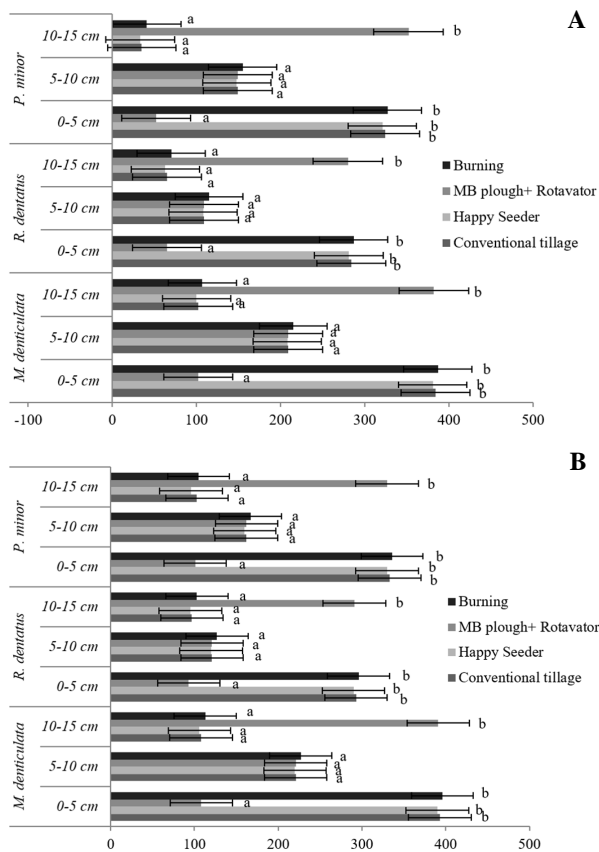 A
P. minor
10-15 cm
a
b
a
a
5-10 cm
a
a
a
a
0-5 cm
b
a
b
b
R. dentatus
10-15 cm
a
b
a
a
5-10 cm
a
a
a
a
0-5 cm
b
a
b
b
M. denticulata
10-15 cm
a
b
a
a
5-10 cm
a
a
a
a
0-5 cm
b
a
b
b
Burning
MB plough+ Rotavator
Happy Seeder
Conventional tillage
-100 0 100 200 300 400 500
B
P. minor
10-15 cm
a
b
a
a
5-10 cm
a
a
a
a
0-5 cm
b
a
b
b
R. dentatus
10-15 cm
a
b
a
a
5-10 cm
a
a
a
a
0-5 cm
b
a
b
b
M. denticulata
10-15 cm
a
b
a
a
5-10 cm
a
a
a
a
0-5 cm
b
a
b
b
Burning
MB plough+ Rotavator
Happy Seeder
Conventional tillage
0 100 200 300 400 500